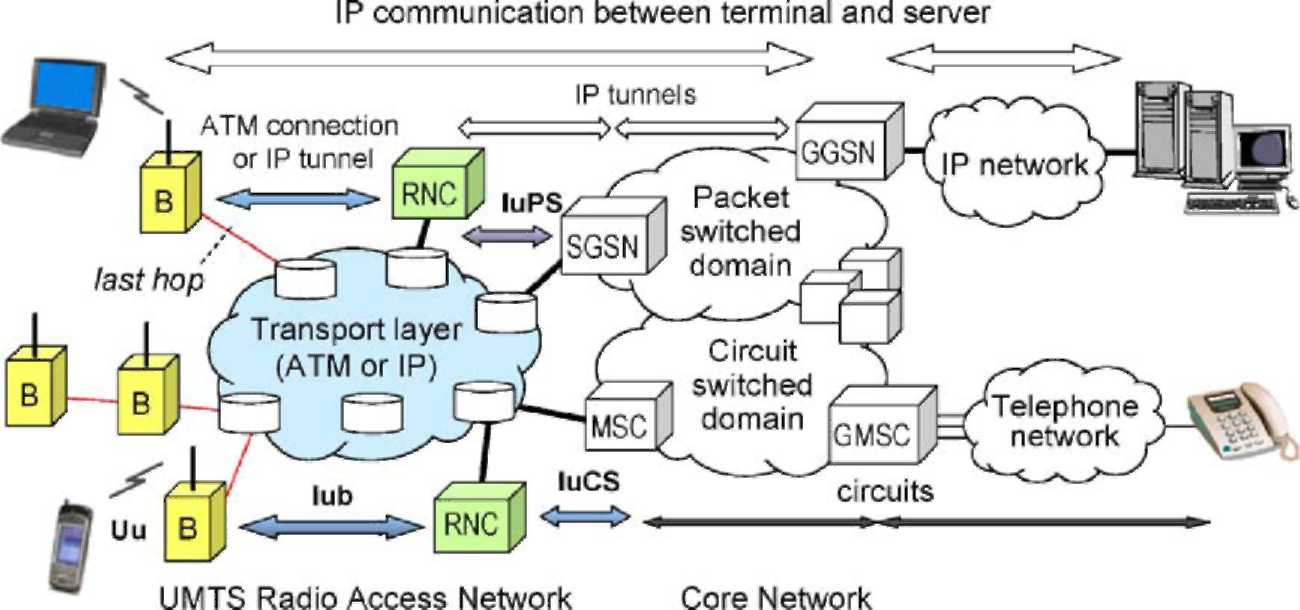 IP communication between terminal and server
IP tunnels
ATM connection
or IP tunnel
GGSN
IP network
B
RNC
IuPS
Packet
switched
domain
SGSN
last hop
Transport layer
(ATM or IP)
Circuit
switched
domain
B
B
MSC
GMSC
Telephone
network
Uu
B
Iub
RNC
IuCS
circuits
UMTS Radio Access Network
Core Network